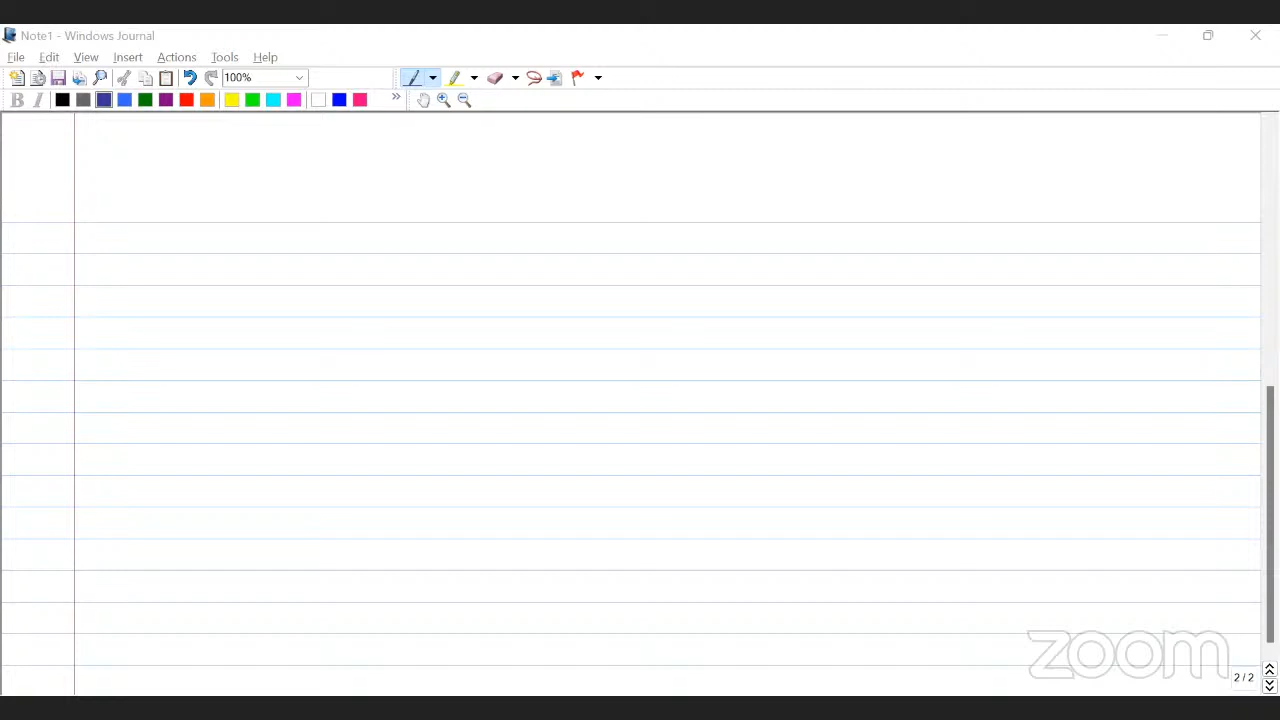 Note1 - Windows Journal
File Edit View Insert Actions Tools Help
100%
B I
zoom
2 / 2